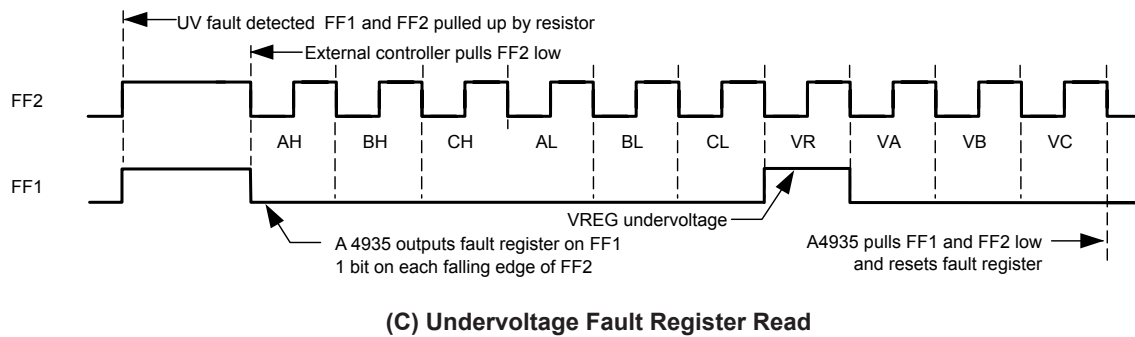 UV fault detected FF1 and FF2 pulled up by resistor
External controller pulls FF2 low
FF2
AH BH CH AL BL CL VR VA VB VC
FF1
VREG undervoltage
A 4935 outputs fault register on FF1
1 bit on each falling edge of FF2
A4935 pulls FF1 and FF2 low
and resets fault register
(C) Undervoltage Fault Register Read